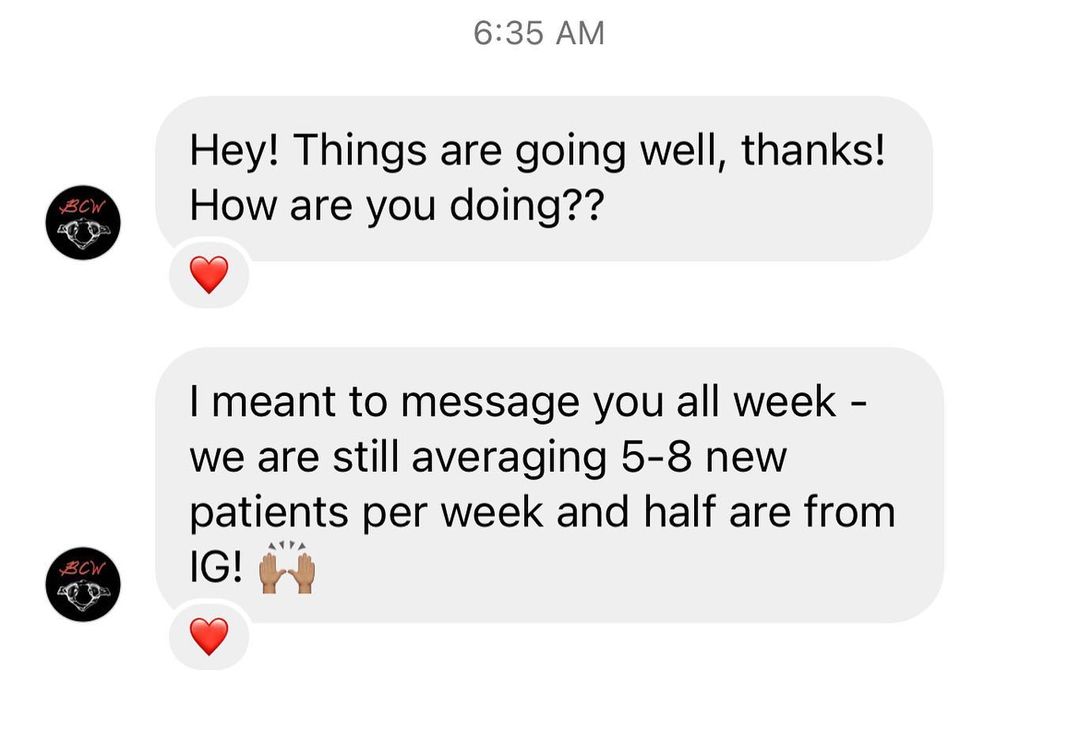 6:35 AM
Hey! Things are going well, thanks!
How are you doing??
BCW
❤️
I meant to message you all week -
we are still averaging 5-8 new
patients per week and half are from
IG! 🙌🏽
BCW
❤️